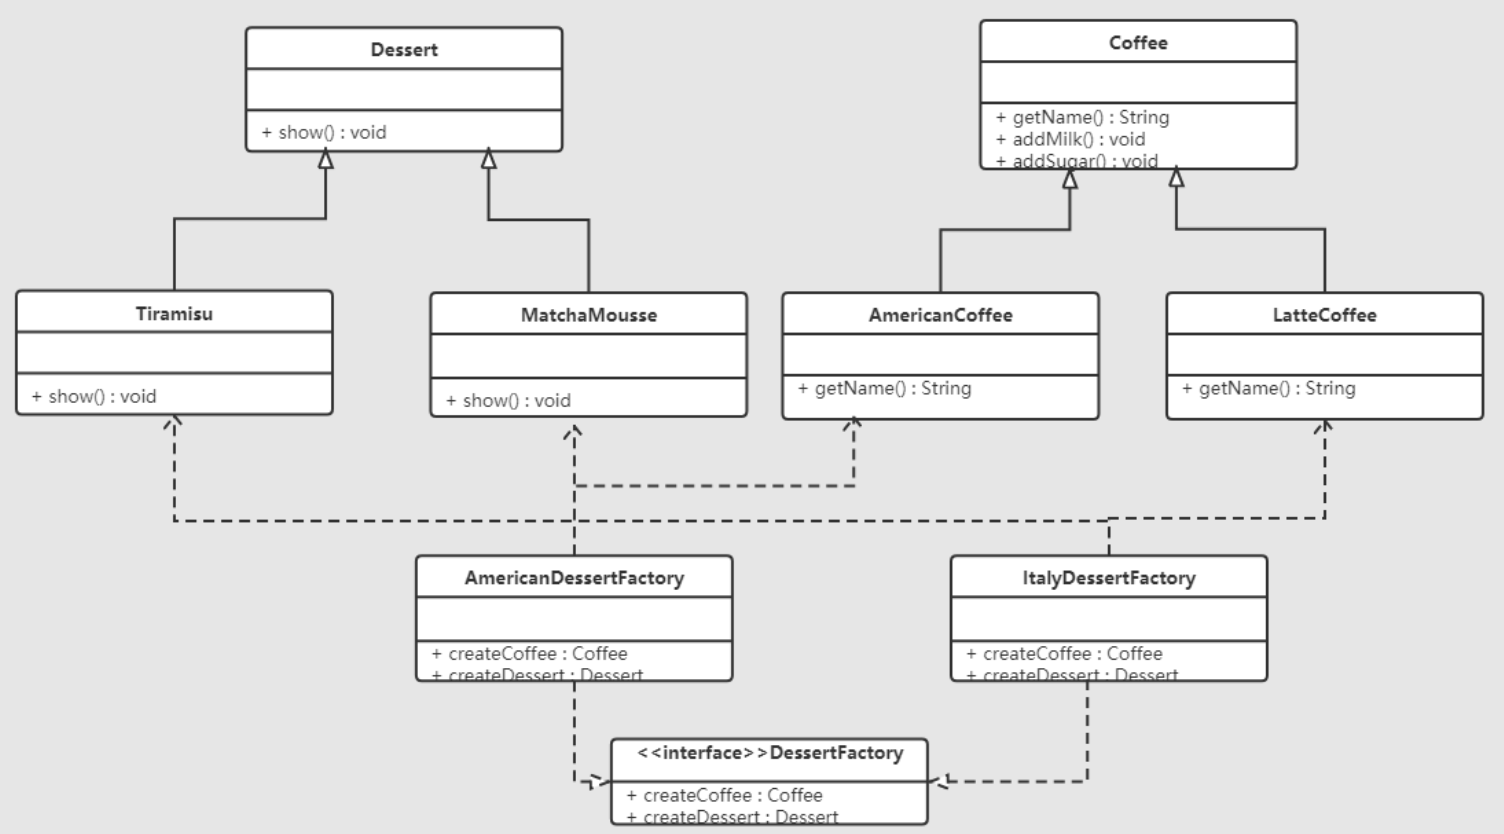 Dessert
+ show() : void
Coffee
+ getName() : String
+ addMilk() : void
+ addSugar() : void
Tiramisu
+ show() : void
MatchaMousse
+ show() : void
AmericanCoffee
+ getName() : String
LatteCoffee
+ getName() : String
AmericanDessertFactory
+ createCoffee : Coffee
+ createDessert : Dessert
ItalyDessertFactory
+ createCoffee : Coffee
+ createDessert : Dessert
<<interface>>DessertFactory
+ createCoffee : Coffee
+ createDessert : Dessert